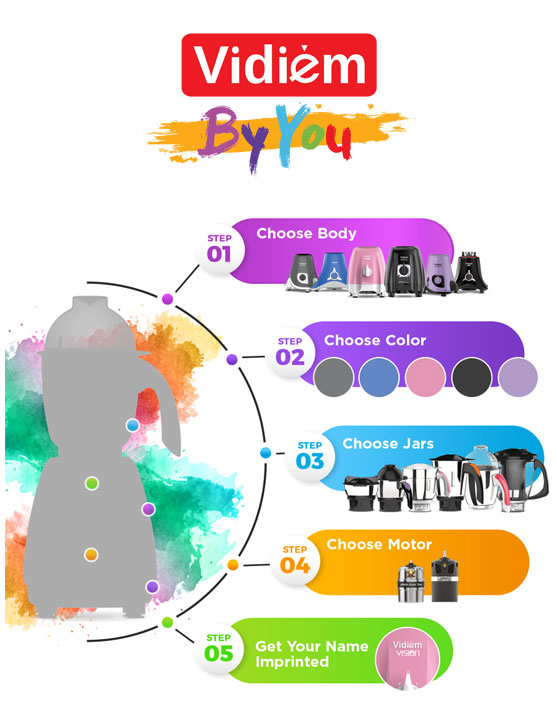 Vidiem
By You
STEP
01
Choose Body
STEP
02
Choose Color
STEP
03
Choose Jars
STEP
04
Choose Motor
STEP
05
Get Your Name
Imprinted
Vidiem
VISION